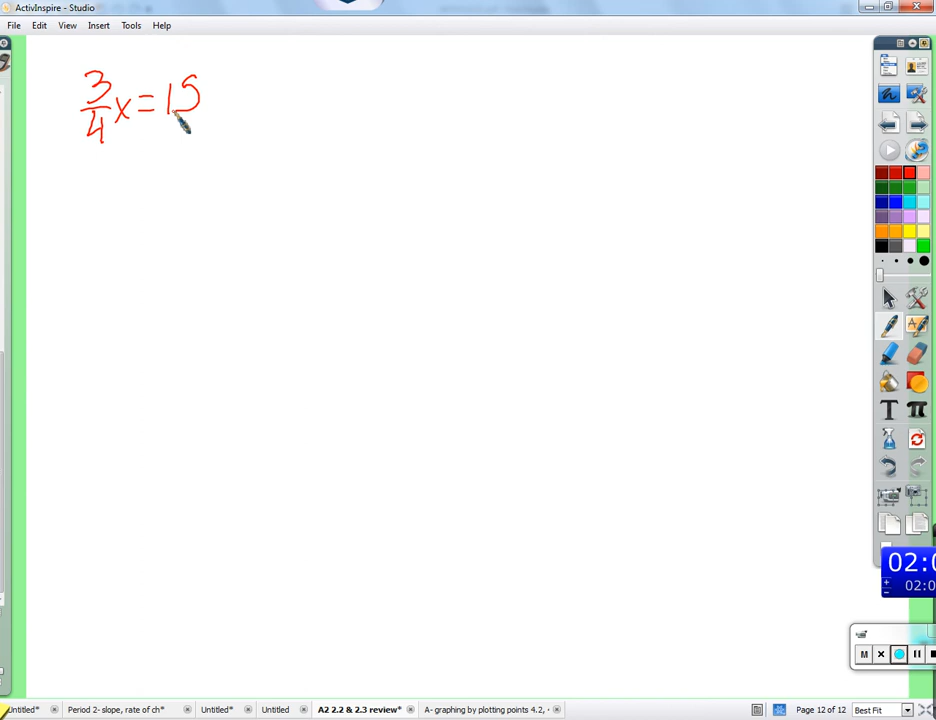 ActivInspire - Studio
File Edit View Insert Tools Help
3/4 x = 15
02:0
02:0
M
Untitled* Period 2- slope, rate of ch* Untitled* Untitled A2 2.2 & 2.3 review* A- graphing by plotting points 4.2, Page 12 of 12 Best Fit